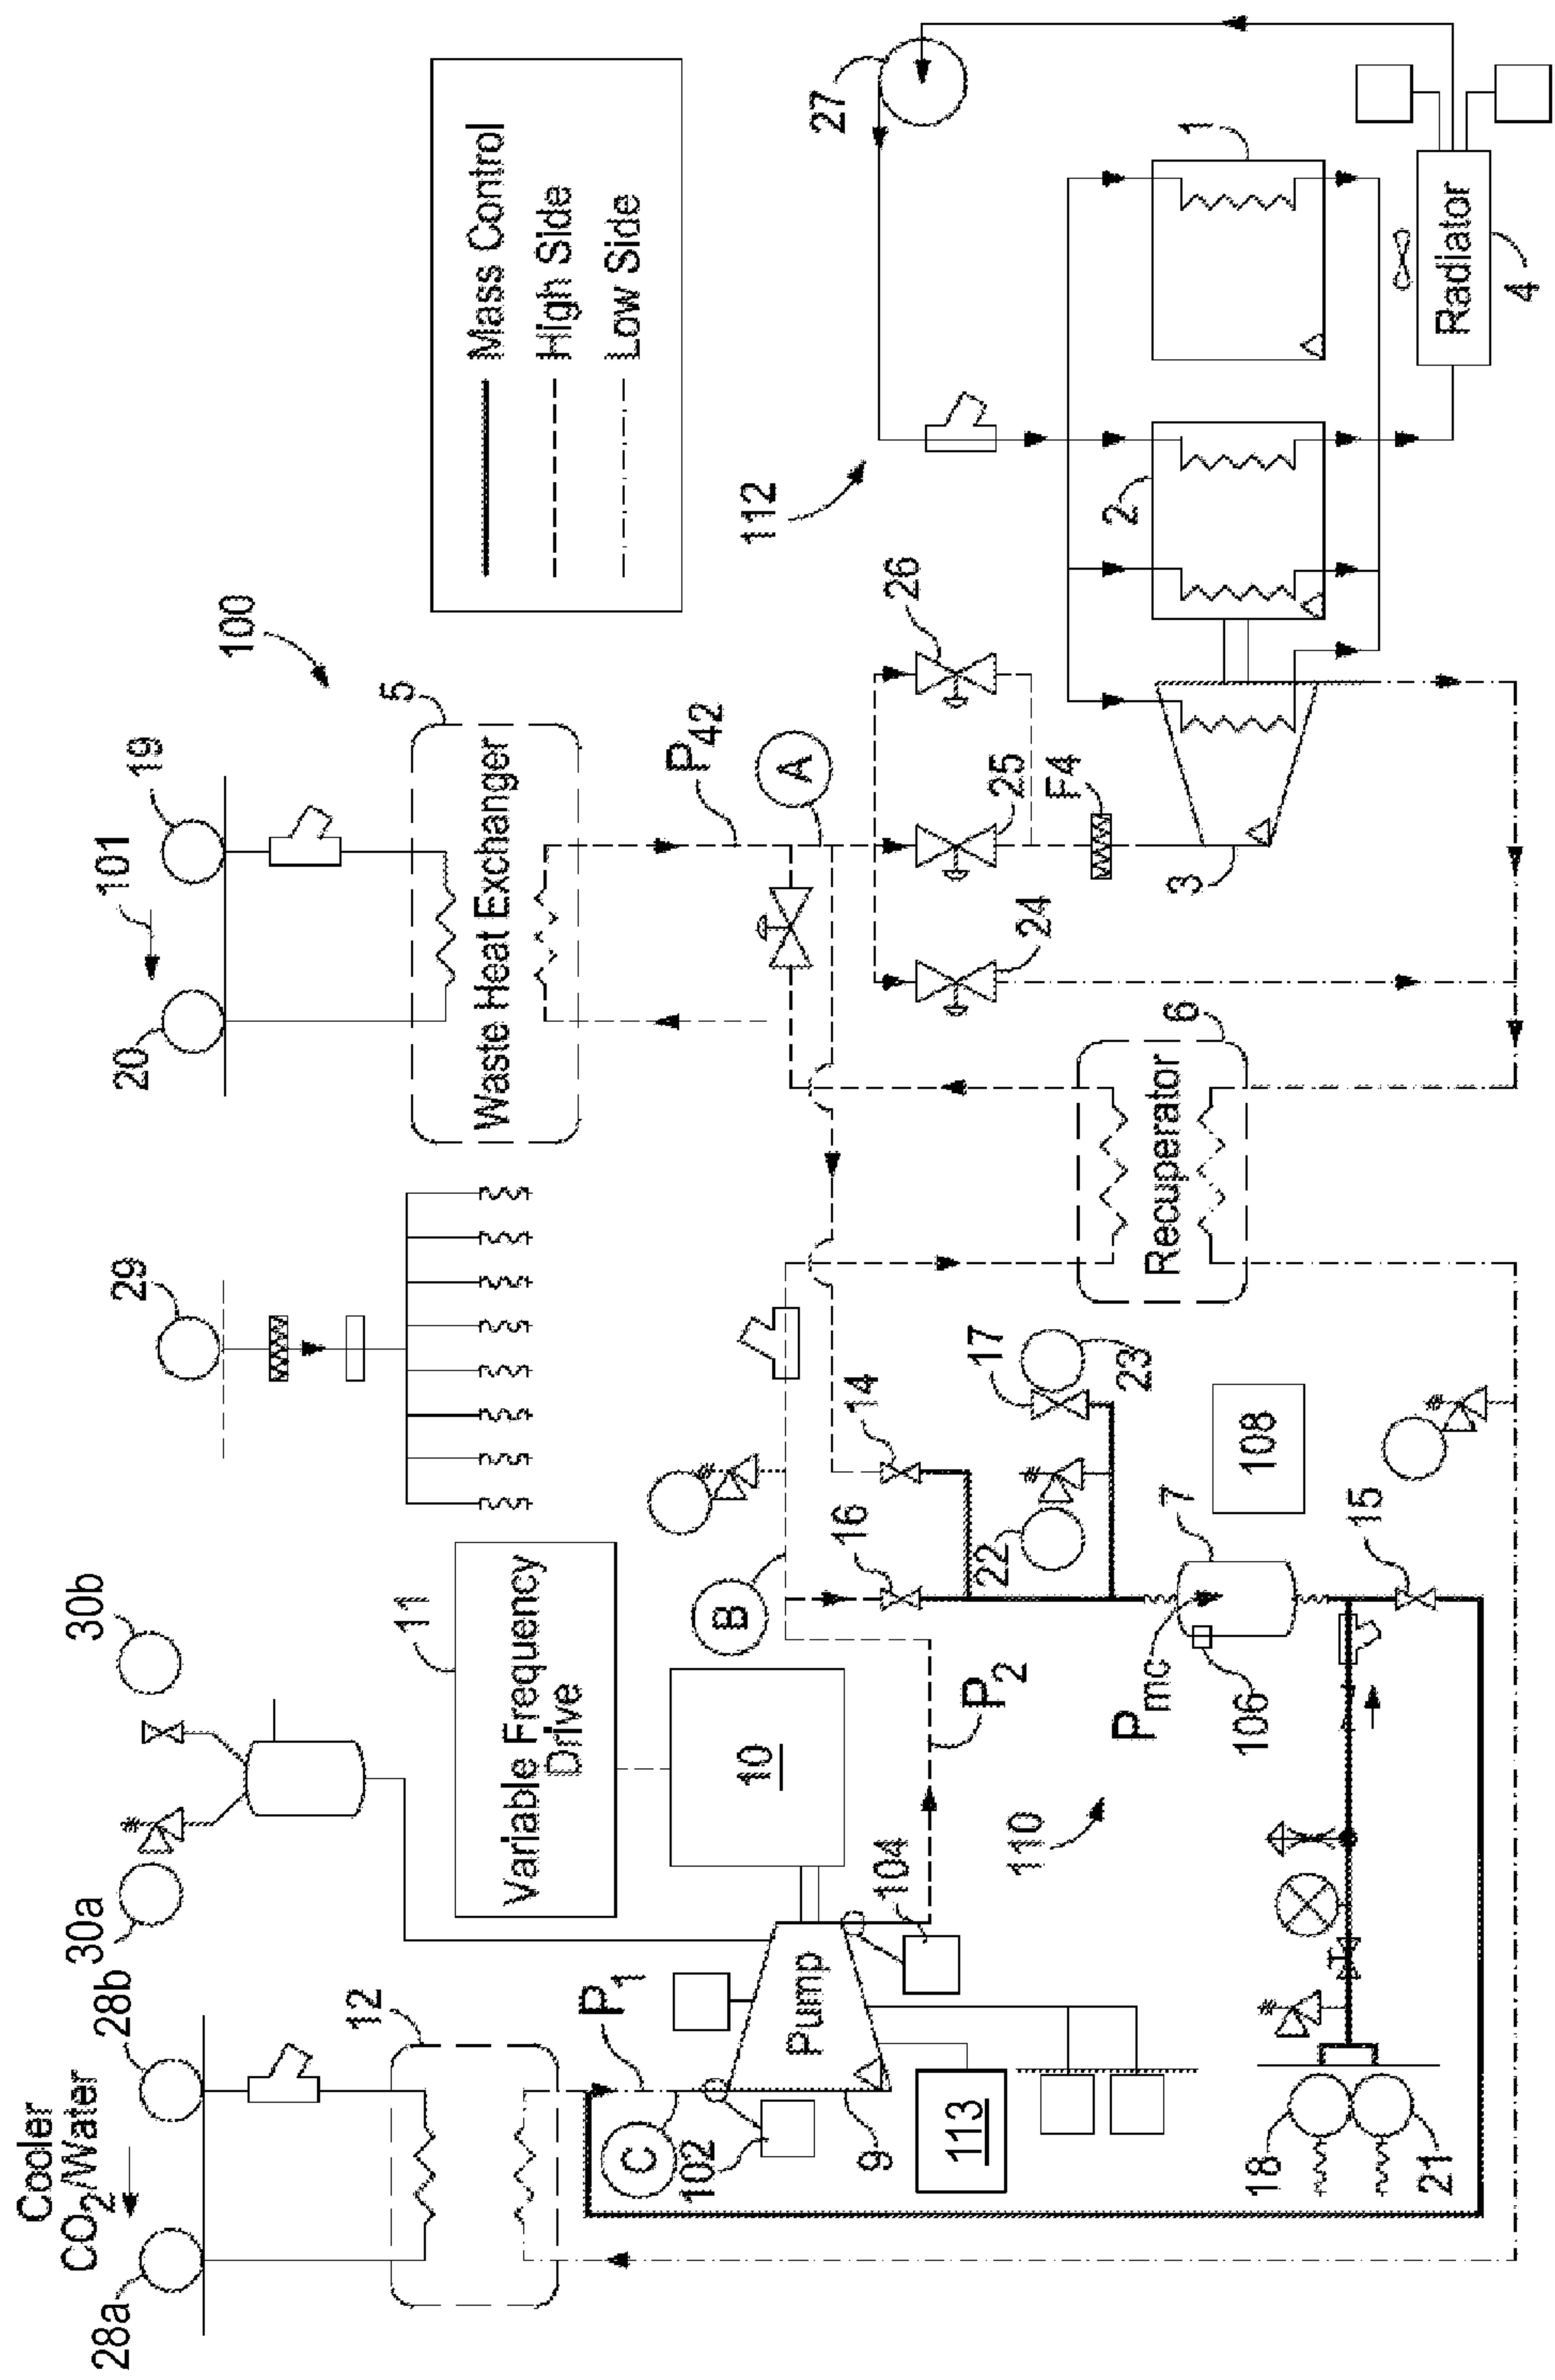 Cooler
CO2/Water
28a
28b
30a
30b
29
20
101
19
100
12
11
Variable Frequency
Drive
5
Waste Heat Exchanger
Mass Control
High Side
Low Side
P1
C
102
Pump
10
B
P42
A
112
27
9
113
104
P2
16
14
26
25
24
F4
3
2
1
110
Pmc
106
22
17
23
7
108
15
Recuperator
6
18
21
Radiator
4